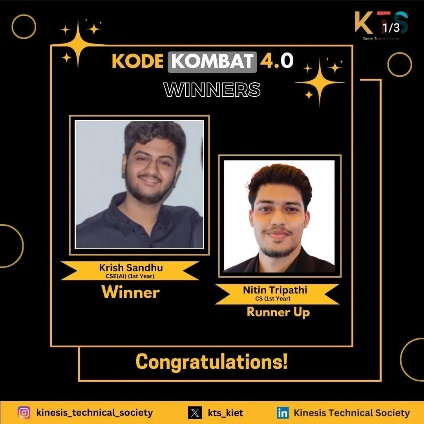 KTS
1/3
KODE KOMBAT 4.0
WINNERS
Krish Sandhu
CSE(AI) (1st Year)
Winner
Nitin Tripathi
CS (1st Year)
Runner Up
Congratulations!
kinesis_technical_society
kts_kiet
Kinesis Technical Society